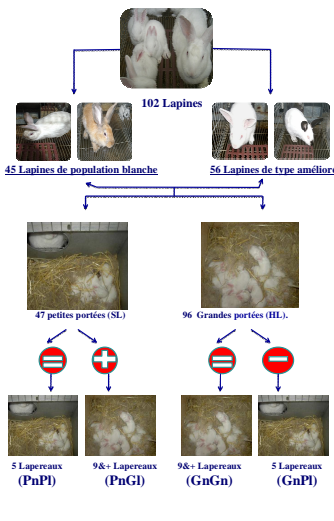 102 Lapines
45 Lapines de population blanche
56 Lapines de type amélioré
47 petites portées (SL)
96 Grandes portées (HL).
5 Lapereaux
(PnPl)
9&+ Lapereaux
(PnGl)
9&+ Lapereaux
(GnGn)
5 Lapereaux
(GnPl)